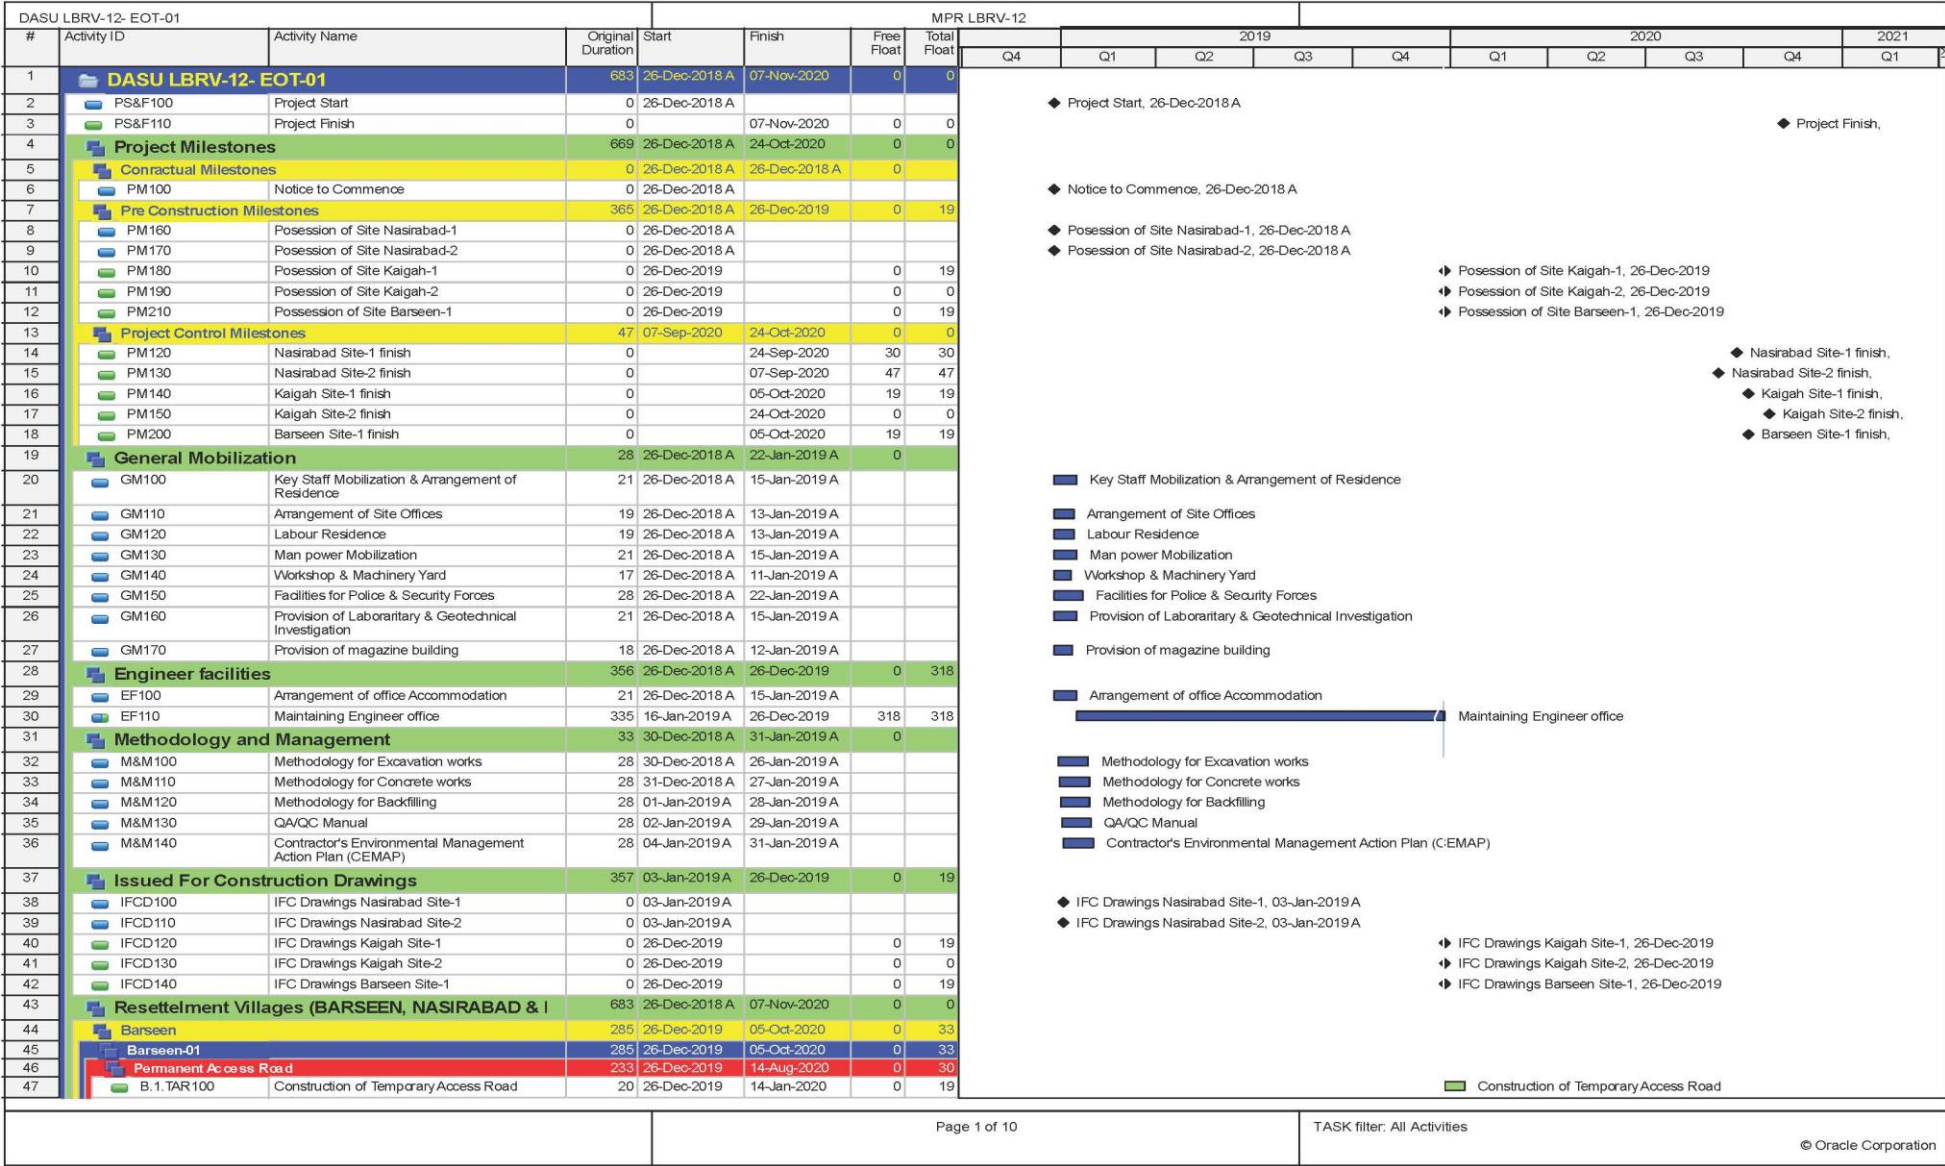 DASU LBRV-12- EOT-01 MPR LBRV-12
# Activity ID Activity Name Original Duration Start Finish Free Float Total Float 2019 2020 2021
Q4 Q1 Q2 Q3 Q4 Q1 Q2 Q3 Q4 Q1
1 DASU LBRV-12- EOT-01 683 26-Dec-2018 A 07-Nov-2020 0 0
2 PS&F100 Project Start 0 26-Dec-2018 A Project Start, 26-Dec-2018 A
3 PS&F110 Project Finish 0 07-Nov-2020 0 0 Project Finish,
4 Project Milestones 669 26-Dec-2018 A 24-Oct-2020 0 0
5 Conractual Milestones 0 26-Dec-2018 A 26-Dec-2018 A 0
6 PM100 Notice to Commence 0 26-Dec-2018 A Notice to Commence, 26-Dec-2018 A
7 Pre Construction Milestones 365 26-Dec-2018 A 26-Dec-2019 0 19
8 PM160 Posession of Site Nasirabad-1 0 26-Dec-2018 A Posession of Site Nasirabad-1, 26-Dec-2018 A
9 PM170 Posession of Site Nasirabad-2 0 26-Dec-2018 A Posession of Site Nasirabad-2, 26-Dec-2018 A
10 PM180 Posession of Site Kaigah-1 0 26-Dec-2019 0 19 Posession of Site Kaigah-1, 26-Dec-2019
11 PM190 Posession of Site Kaigah-2 0 26-Dec-2019 0 0 Posession of Site Kaigah-2, 26-Dec-2019
12 PM210 Possession of Site Barseen-1 0 26-Dec-2019 0 19 Possession of Site Barseen-1, 26-Dec-2019
13 Project Control Milestones 47 07-Sep-2020 24-Oct-2020 0 0
14 PM120 Nasirabad Site-1 finish 0 24-Sep-2020 30 30 Nasirabad Site-1 finish,
15 PM130 Nasirabad Site-2 finish 0 07-Sep-2020 47 47 Nasirabad Site-2 finish,
16 PM140 Kaigah Site-1 finish 0 05-Oct-2020 19 19 Kaigah Site-1 finish,
17 PM150 Kaigah Site-2 finish 0 24-Oct-2020 0 0 Kaigah Site-2 finish,
18 PM200 Barseen Site-1 finish 0 05-Oct-2020 19 19 Barseen Site-1 finish,
19 General Mobilization 28 26-Dec-2018 A 22-Jan-2019 A 0
20 GM100 Key Staff Mobilization & Arrangement of Residence 21 26-Dec-2018 A 15-Jan-2019 A Key Staff Mobilization & Arrangement of Residence
21 GM110 Arrangement of Site Offices 19 26-Dec-2018 A 13-Jan-2019 A Arrangement of Site Offices
22 GM120 Labour Residence 19 26-Dec-2018 A 13-Jan-2019 A Labour Residence
23 GM130 Man power Mobilization 21 26-Dec-2018 A 15-Jan-2019 A Man power Mobilization
24 GM140 Workshop & Machinery Yard 17 26-Dec-2018 A 11-Jan-2019 A Workshop & Machinery Yard
25 GM150 Facilities for Police & Security Forces 28 26-Dec-2018 A 22-Jan-2019 A Facilities for Police & Security Forces
26 GM160 Provision of Laboraritary & Geotechnical Investigation 21 26-Dec-2018 A 15-Jan-2019 A Provision of Laboraritary & Geotechnical Investigation
27 GM170 Provision of magazine building 18 26-Dec-2018 A 12-Jan-2019 A Provision of magazine building
28 Engineer facilities 356 26-Dec-2018 A 26-Dec-2019 0 318
29 EF100 Arrangement of office Accommodation 21 26-Dec-2018 A 15-Jan-2019 A Arrangement of office Accommodation
30 EF110 Maintaining Engineer office 335 16-Jan-2019 A 26-Dec-2019 318 318 Maintaining Engineer office
31 Methodology and Management 33 30-Dec-2018 A 31-Jan-2019 A 0
32 M&M100 Methodology for Excavation works 28 30-Dec-2018 A 26-Jan-2019 A Methodology for Excavation works
33 M&M110 Methodology for Concrete works 28 31-Dec-2018 A 27-Jan-2019 A Methodology for Concrete works
34 M&M120 Methodology for Backfilling 28 01-Jan-2019 A 28-Jan-2019 A Methodology for Backfilling
35 M&M130 QA/QC Manual 28 02-Jan-2019 A 29-Jan-2019 A QA/QC Manual
36 M&M140 Contractor's Environmental Management Action Plan (CEMAP) 28 04-Jan-2019 A 31-Jan-2019 A Contractor's Environmental Management Action Plan (CEMAP)
37 Issued For Construction Drawings 357 03-Jan-2019 A 26-Dec-2019 0 19
38 IFCD100 IFC Drawings Nasirabad Site-1 0 03-Jan-2019 A IFC Drawings Nasirabad Site-1, 03-Jan-2019 A
39 IFCD110 IFC Drawings Nasirabad Site-2 0 03-Jan-2019 A IFC Drawings Nasirabad Site-2, 03-Jan-2019 A
40 IFCD120 IFC Drawings Kaigah Site-1 0 26-Dec-2019 0 19 IFC Drawings Kaigah Site-1, 26-Dec-2019
41 IFCD130 IFC Drawings Kaigah Site-2 0 26-Dec-2019 0 0 IFC Drawings Kaigah Site-2, 26-Dec-2019
42 IFCD140 IFC Drawings Barseen Site-1 0 26-Dec-2019 0 19 IFC Drawings Barseen Site-1, 26-Dec-2019
43 Resettelment Villages (BARSEEN, NASIRABAD & 683 26-Dec-2018 A 07-Nov-2020 0 0
44 Barseen 285 26-Dec-2019 05-Oct-2020 0 33
45 Barseen-01 285 26-Dec-2019 05-Oct-2020 0 33
46 Permanent Access Road 233 26-Dec-2019 14-Aug-2020 0 30
47 B.1.TAR100 Construction of Temporary Access Road 20 26-Dec-2019 14-Jan-2020 0 19 Construction of Temporary Access Road
Page 1 of 10 TASK filter: All Activities
© Oracle Corporation